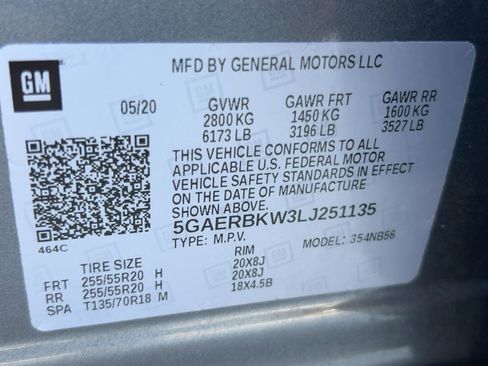 GM
MFD BY GENERAL MOTORS LLC
05/20 GVWR GAWR FRT GAWR RR
2800 KG 1450 KG 1600 KG
6173 LB 3196 LB 3527 LB
THIS VEHICLE CONFORMS TO ALL
APPLICABLE U.S. FEDERAL MOTOR
VEHICLE SAFETY STANDARDS IN EFFECT
ON THE DATE OF MANUFACTURE
SHOWN ABOVE.
464C
5GAERBKW3LJ251135
TYPE: M.P.V. MODEL: 354NB56
TIRE SIZE RIM
FRT 255/55R20 H 20X8J
RR 255/55R20 H 20X8J
SPA T135/70R18 M 18X4.5B